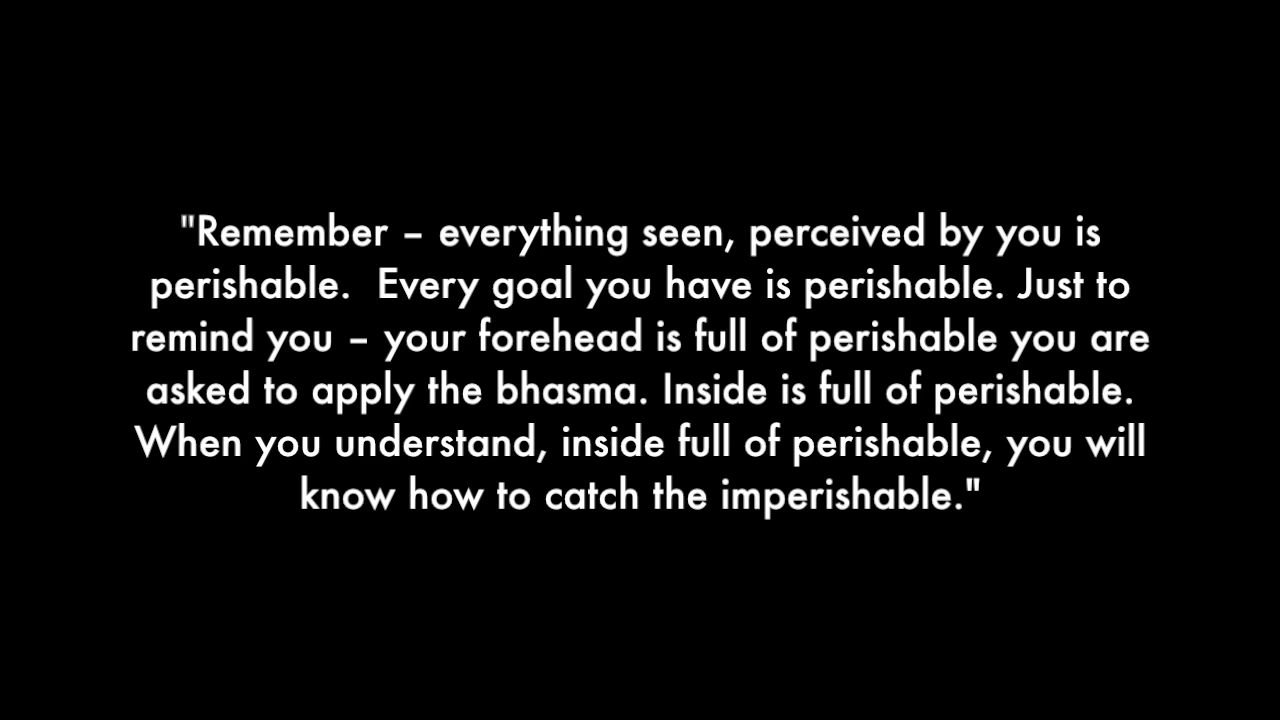 "Remember – everything seen, perceived by you is
perishable.  Every goal you have is perishable. Just to
remind you – your forehead is full of perishable you are
asked to apply the bhasma. Inside is full of perishable.
When you understand, inside full of perishable, you will
know how to catch the imperishable."